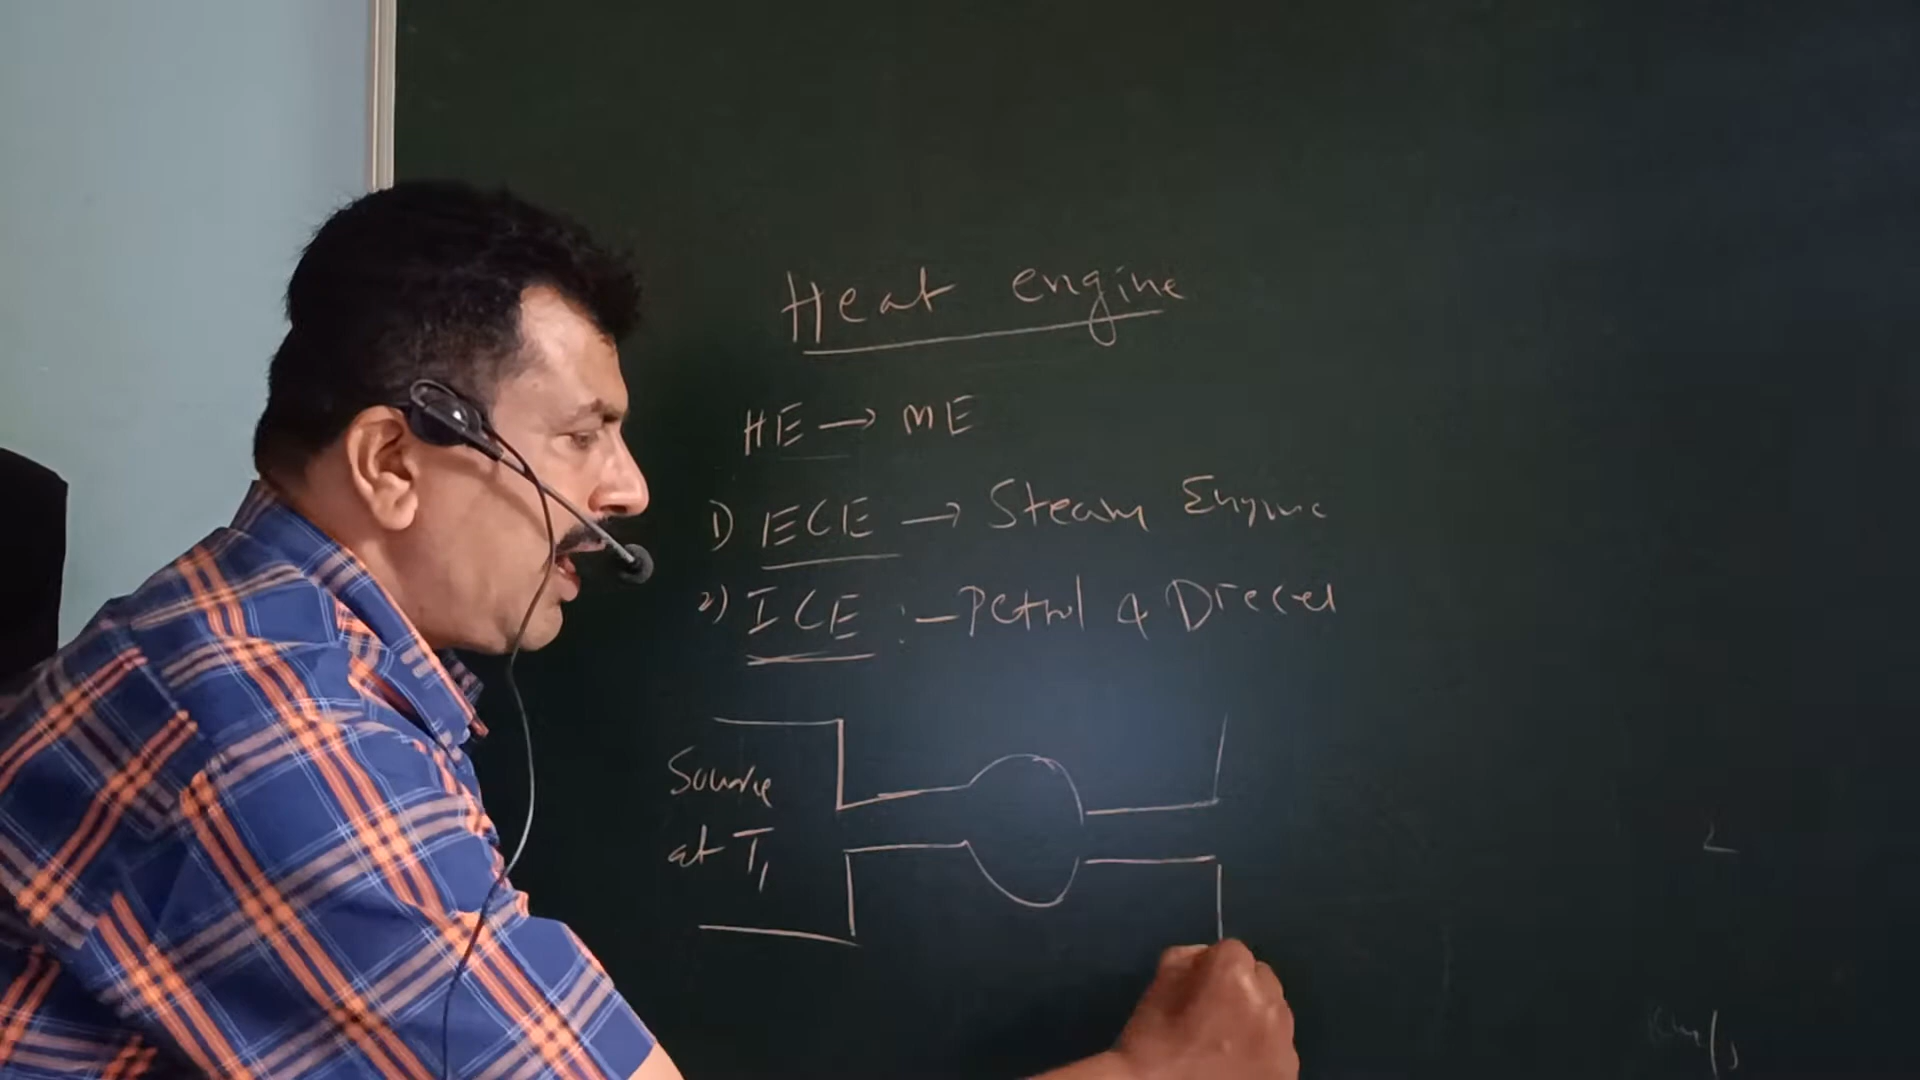 Heat engine
HE → ME
1) ECE → Steam Engine
2) ICE :- Petrol & Diesel
Source
at T₁